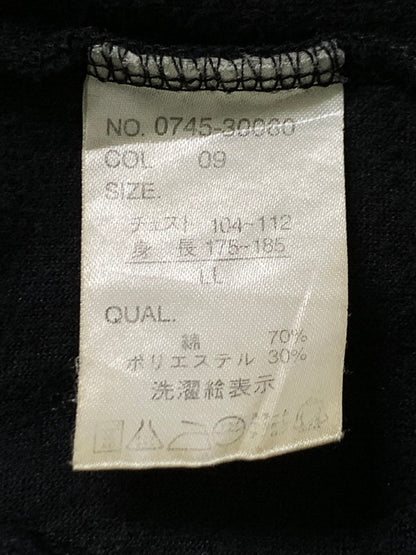 NO. 0745-30060
COL 09
SIZE.
チェスト 104~112
身 長 175~185
LL
QUAL.
綿 70%
ポリエステル 30%
洗濯絵表示